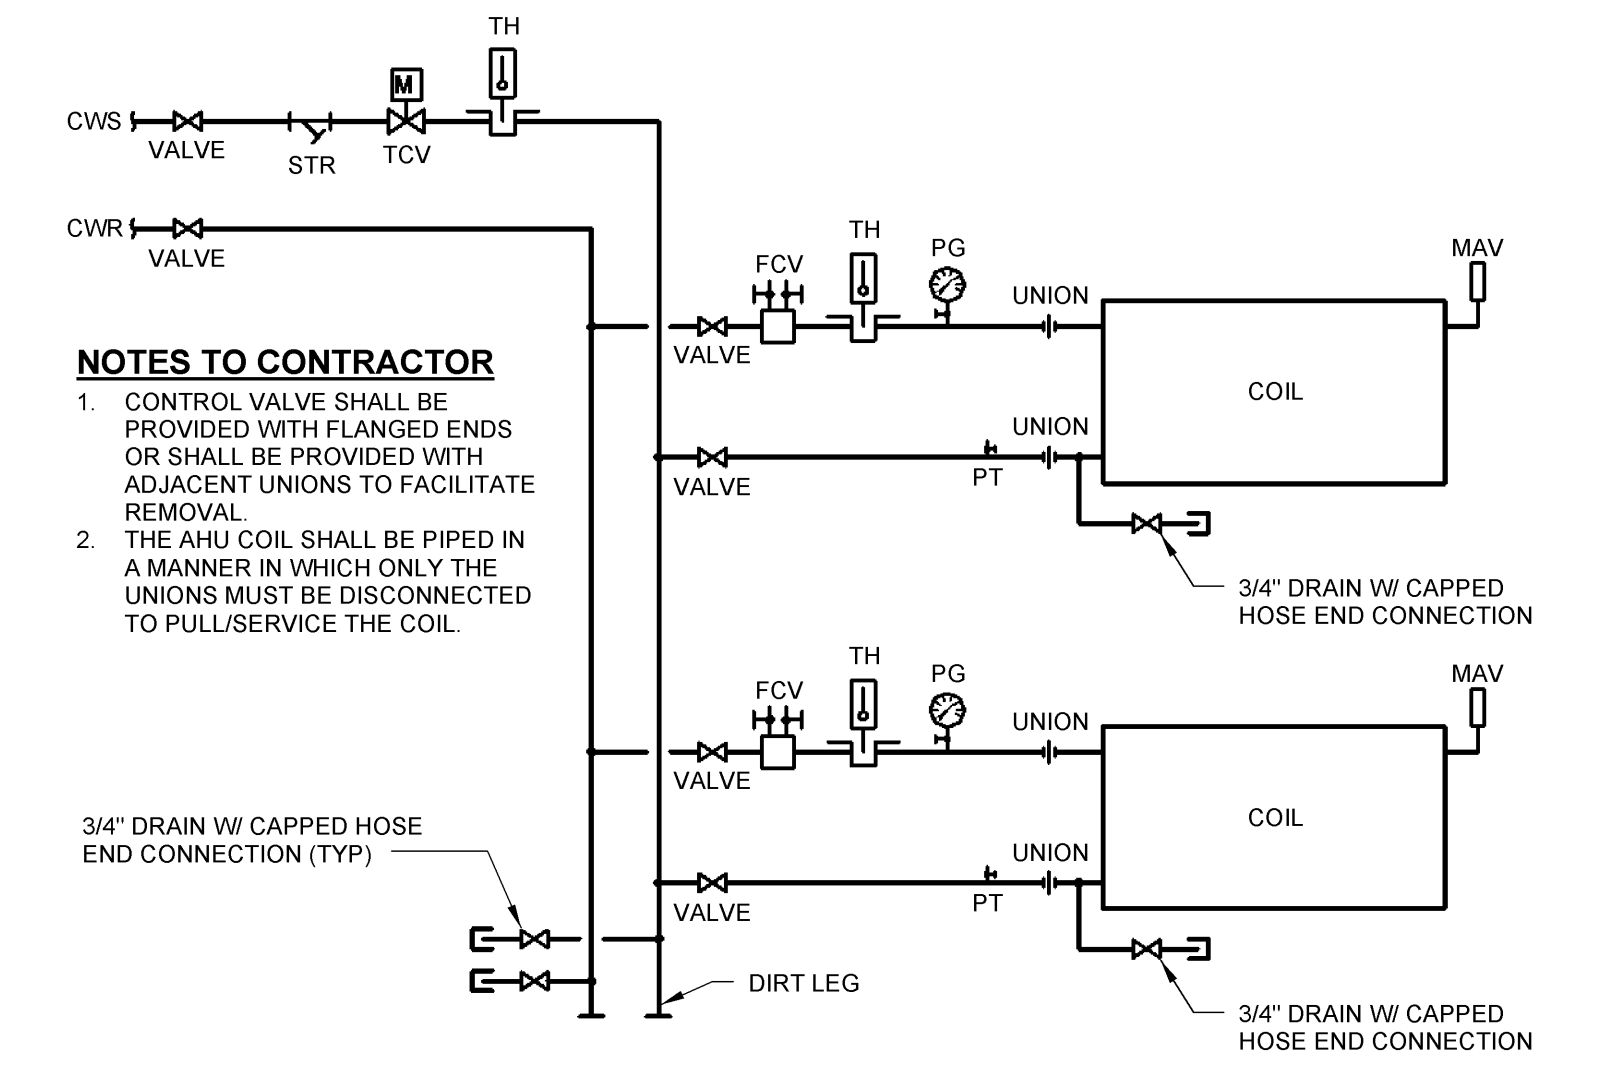 TH
M
CWS
VALVE
STR
TCV
CWR
VALVE
TH
FCV
PG
UNION
MAV
VALVE
COIL
UNION
VALVE
PT
3/4" DRAIN W/ CAPPED
HOSE END CONNECTION
NOTES TO CONTRACTOR
1. CONTROL VALVE SHALL BE
PROVIDED WITH FLANGED ENDS
OR SHALL BE PROVIDED WITH
ADJACENT UNIONS TO FACILITATE
REMOVAL.
2. THE AHU COIL SHALL BE PIPED IN
A MANNER IN WHICH ONLY THE
UNIONS MUST BE DISCONNECTED
TO PULL/SERVICE THE COIL.
TH
FCV
PG
UNION
MAV
VALVE
COIL
UNION
VALVE
PT
3/4" DRAIN W/ CAPPED HOSE
END CONNECTION (TYP)
DIRT LEG
3/4" DRAIN W/ CAPPED
HOSE END CONNECTION